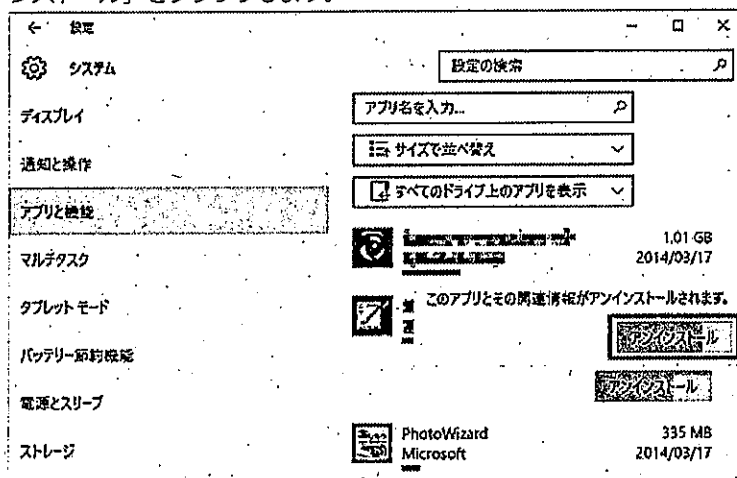 ンストール」をクリックします。
← 設定
システム
設定の検索
ディスプレイ
アプリ名を入力...
通知と操作
サイズで並べ替え
アプリと機能
すべてのドライブ上のアプリを表示
1.01 GB
マルチタスク
2014/03/17
タブレット モード
このアプリとその関連情報がアンインストールされます。
アンインストール
バッテリー節約機能
アンインストール
電源とスリープ
PhotoWizard
335 MB
ストレージ
Microsoft
2014/03/17